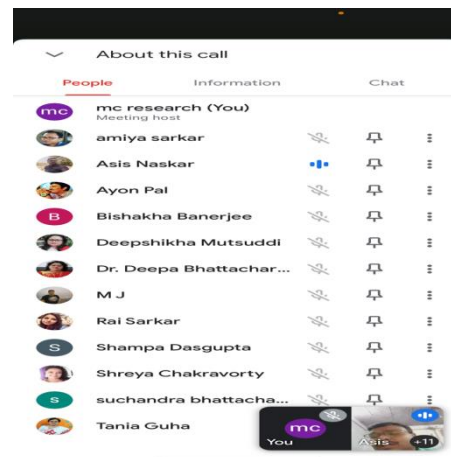 About this call
People Information Chat
mc mc research (You)
Meeting host
amiya sarkar
Asis Naskar
Ayon Pal
B Bishakha Banerjee
Deepshikha Mutsuddi
Dr. Deepa Bhattachar...
M J
Rai Sarkar
S Shampa Dasgupta
Shreya Chakravorty
s suchandra bhattacha...
Tania Guha
mc
You Asis +11